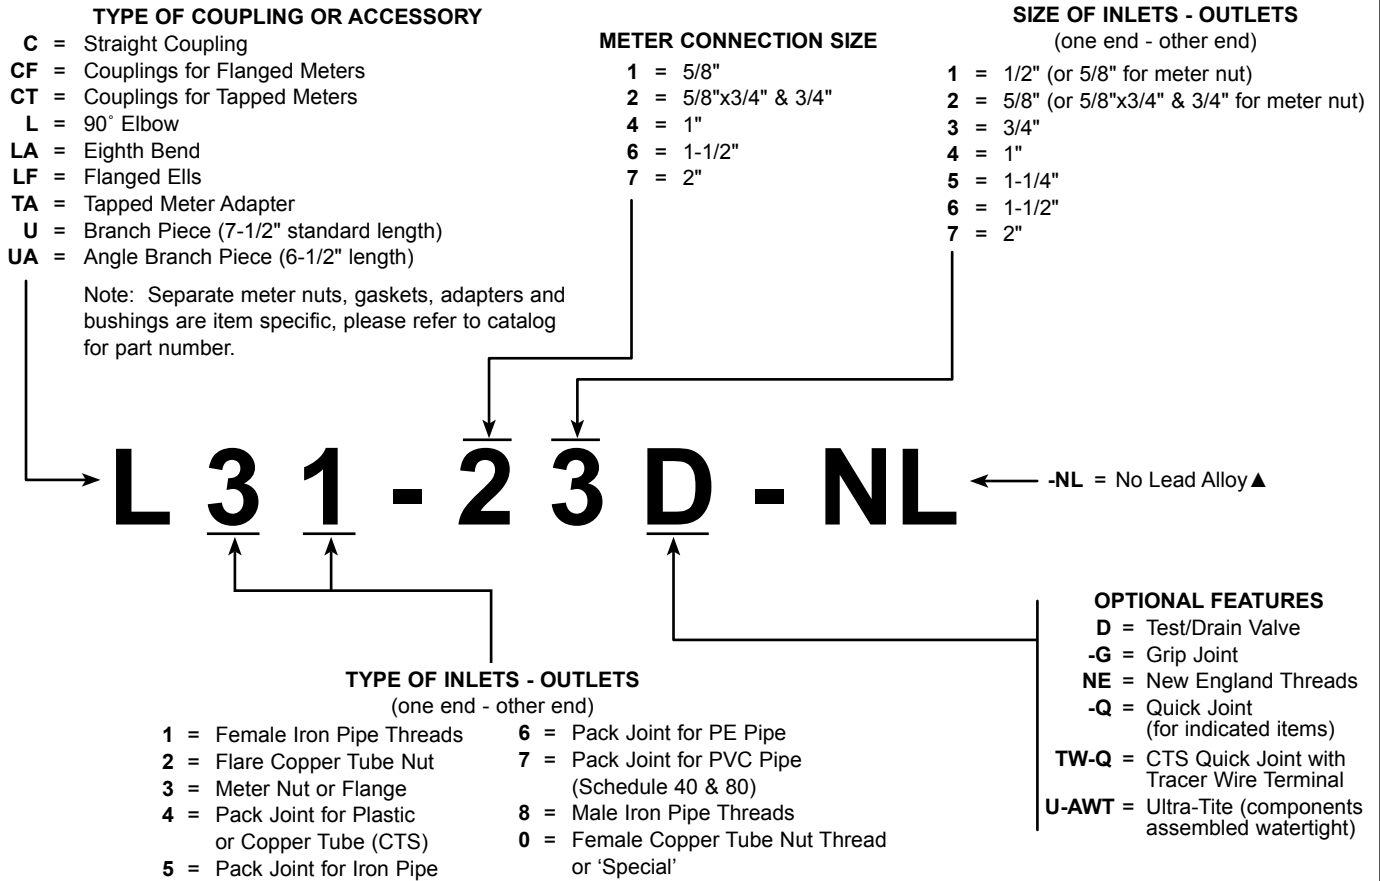 TYPE OF COUPLING OR ACCESSORY
C = Straight Coupling
CF = Couplings for Flanged Meters
CT = Couplings for Tapped Meters
L = 90˚ Elbow
LA = Eighth Bend
LF = Flanged Ells
TA = Tapped Meter Adapter
U = Branch Piece (7-1/2" standard length)
UA = Angle Branch Piece (6-1/2" length)
Note: Separate meter nuts, gaskets, adapters and
bushings are item specific, please refer to catalog
for part number.
METER CONNECTION SIZE
1 = 5/8"
2 = 5/8"x3/4" & 3/4"
4 = 1"
6 = 1-1/2"
7 = 2"
SIZE OF INLETS - OUTLETS
(one end - other end)
1 = 1/2" (or 5/8" for meter nut)
2 = 5/8" (or 5/8"x3/4" & 3/4" for meter nut)
3 = 3/4"
4 = 1"
5 = 1-1/4"
6 = 1-1/2"
7 = 2"
L 3 1 - 2 3 D - NL
-NL = No Lead Alloy▲
TYPE OF INLETS - OUTLETS
(one end - other end)
1 = Female Iron Pipe Threads
2 = Flare Copper Tube Nut
3 = Meter Nut or Flange
4 = Pack Joint for Plastic
or Copper Tube (CTS)
5 = Pack Joint for Iron Pipe
6 = Pack Joint for PE Pipe
7 = Pack Joint for PVC Pipe
(Schedule 40 & 80)
8 = Male Iron Pipe Threads
0 = Female Copper Tube Nut Thread
or ‘Special’
OPTIONAL FEATURES
D = Test/Drain Valve
-G = Grip Joint
NE = New England Threads
-Q = Quick Joint
(for indicated items)
TW-Q = CTS Quick Joint with
Tracer Wire Terminal
U-AWT = Ultra-Tite (components
assembled watertight)